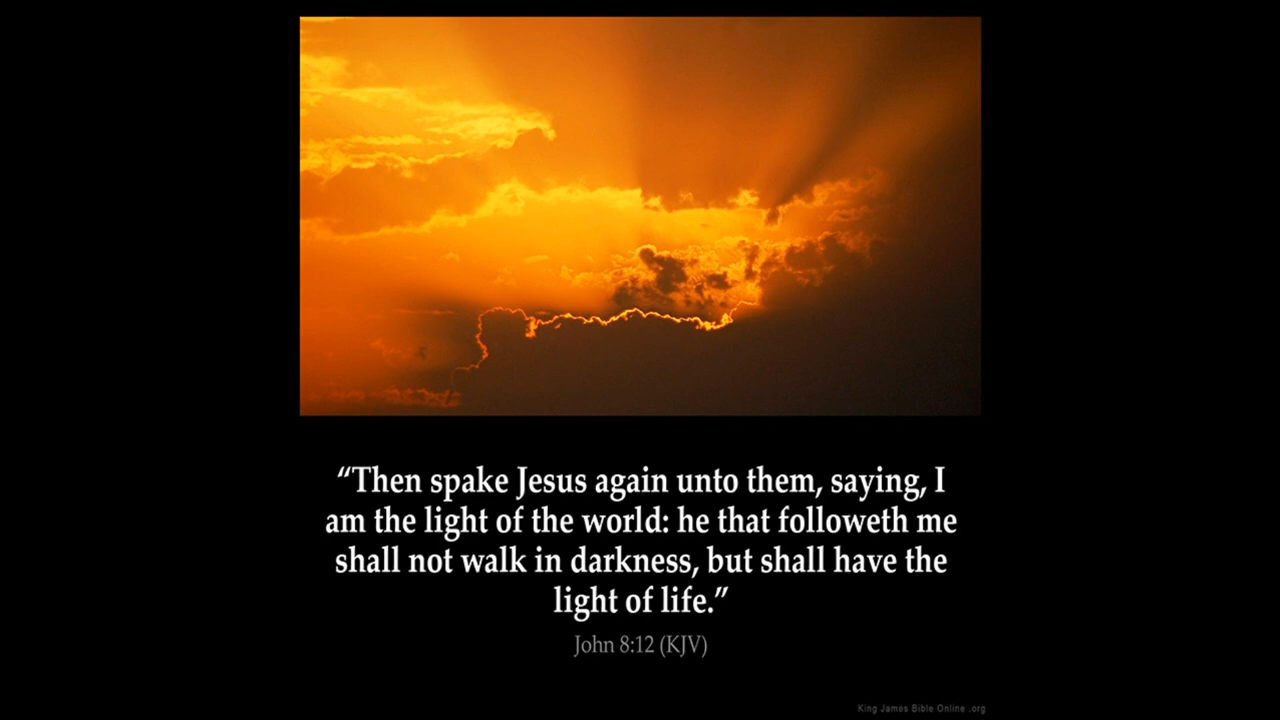 “Then spake Jesus again unto them, saying, I
am the light of the world: he that followeth me
shall not walk in darkness, but shall have the
light of life.”
John 8:12 (KJV)
King James Bible Online .org